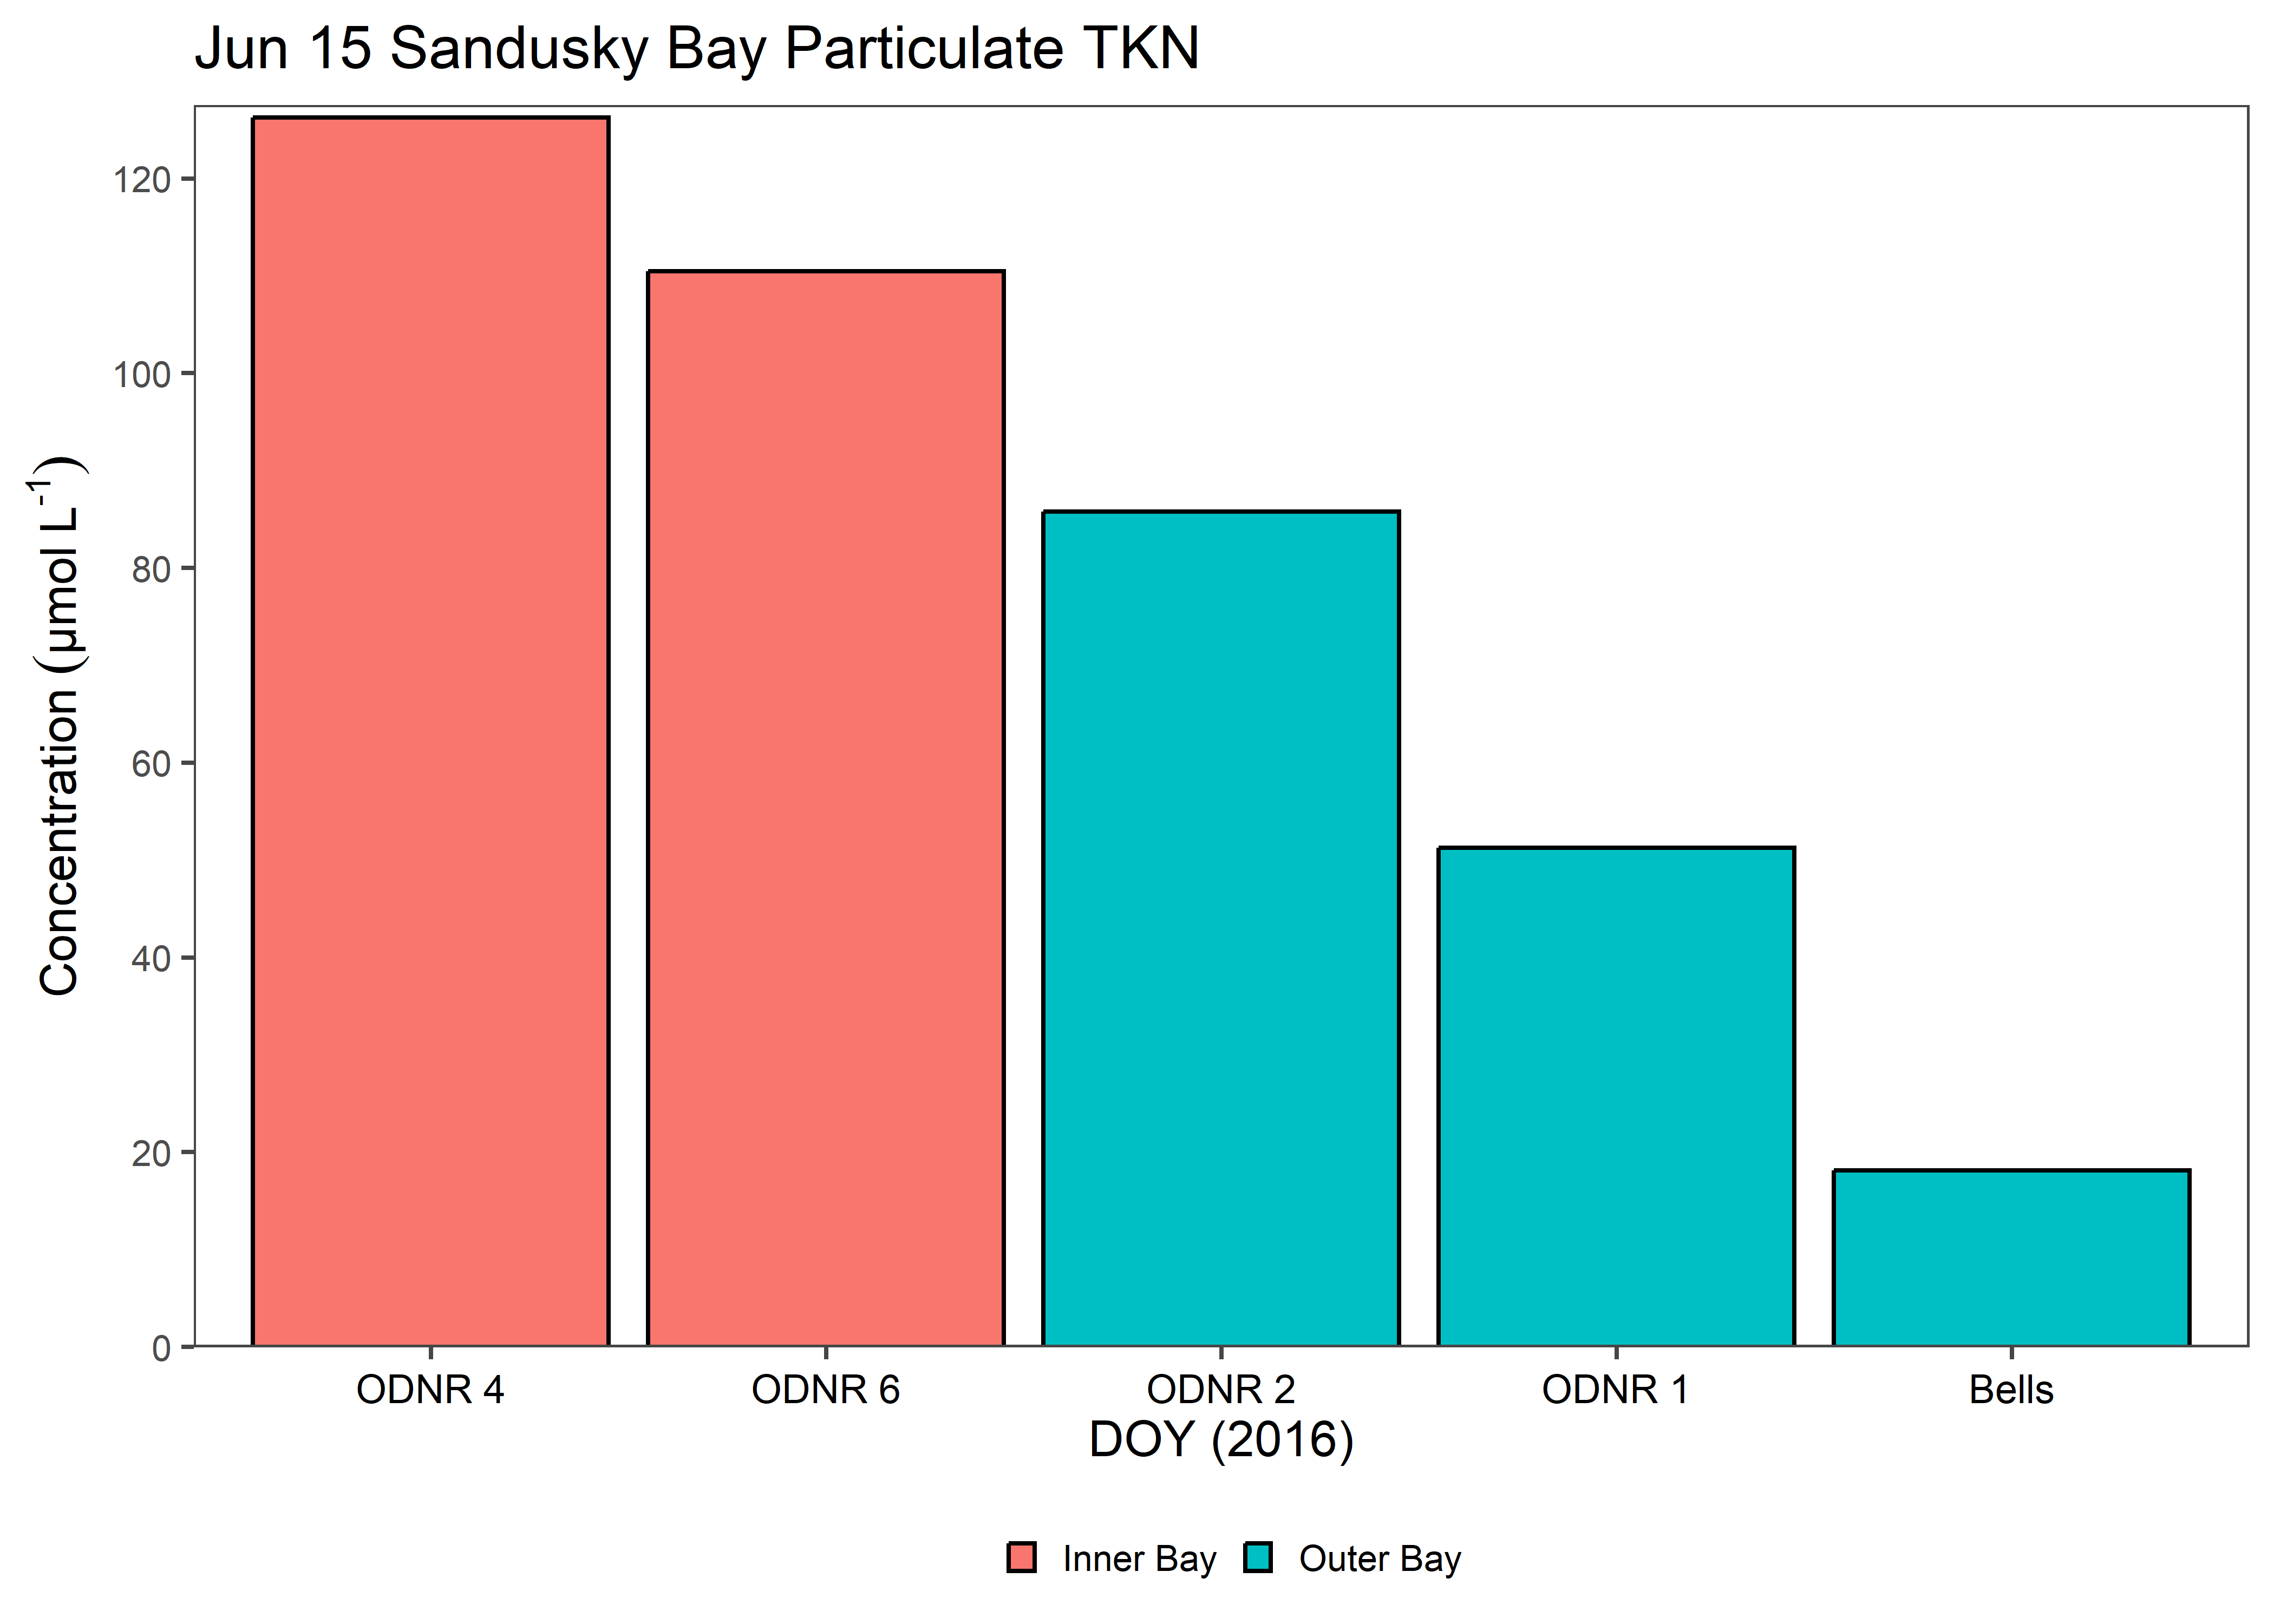 Jun 15 Sandusky Bay Particulate TKN
Concentration (µmol L⁻¹)
120
100
80
60
40
20
0
ODNR 4 ODNR 6 ODNR 2 ODNR 1 Bells
DOY (2016)
Inner Bay Outer Bay